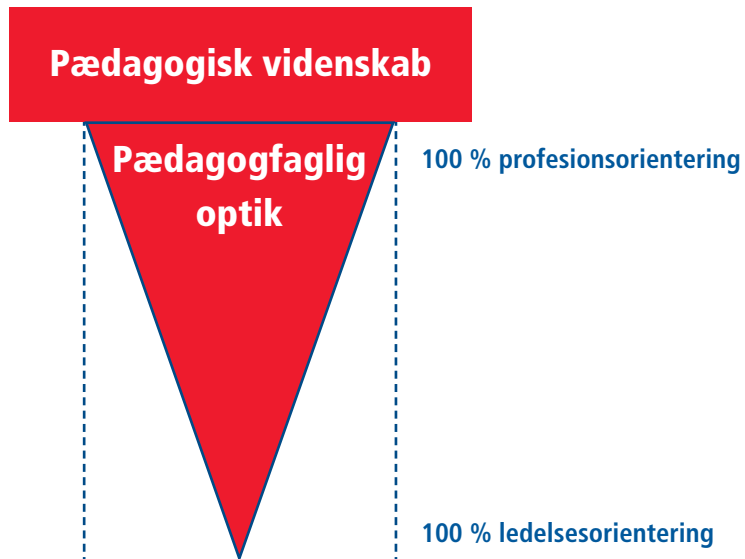 Pædagogisk videnskab
Pædagogfaglig
optik
100 % profesionsorientering
100 % ledelsesorientering